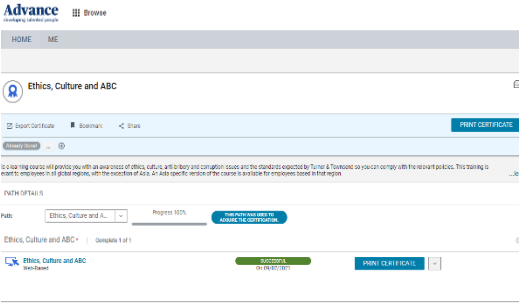 Advance
developing talented people
Browse
HOME ME
Ethics, Culture and ABC
Export Certificate Bookmark Share
PRINT CERTIFICATE
Already Done! ...
is e-learning course will provide you with an awareness of ethics, culture, anti-bribery and corruption issues and the standards expected by Turner & Townsend so you can comply with the relevant policies. This training is
evant to employees in all global regions, with the exception of Asia. An Asia specific version of the course is available for employees based in that region.
PATH DETAILS
Path: Ethics, Culture and A... Progress 100% THIS PATH WAS USED TO
ACQUIRE THE CERTIFICATION.
Ethics, Culture and ABC* Complete 1 of 1
Ethics, Culture and ABC SUCCESSFUL PRINT CERTIFICATE
Web-Based On 09/07/2021